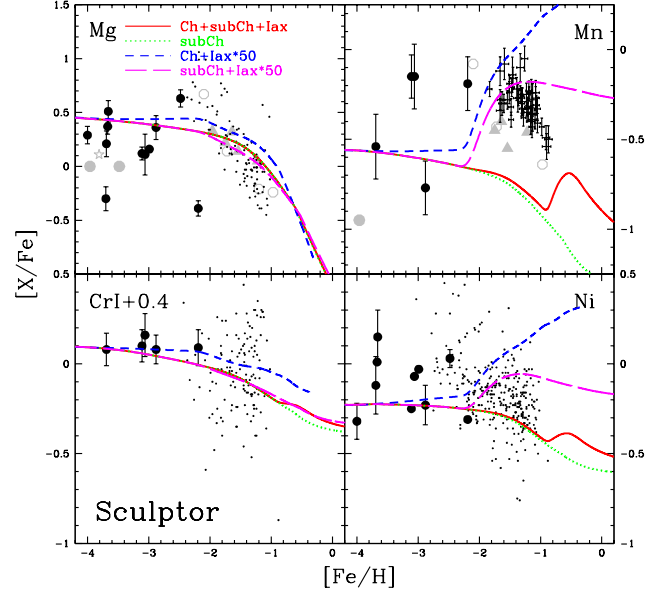 1.5
1
0.5
0
-0.5
0.5
0
-0.5
-1
-4
-3
-2
-1
0
-4
-3
-2
-1
0
0
-0.5
-1
0
-0.5
-1
[X/Fe]
[Fe/H]
Mg
Ch+subCh+Iax
subCh
Ch+Iax*50
subCh+Iax*50
Mn
CrI+0.4
Ni
Sculptor